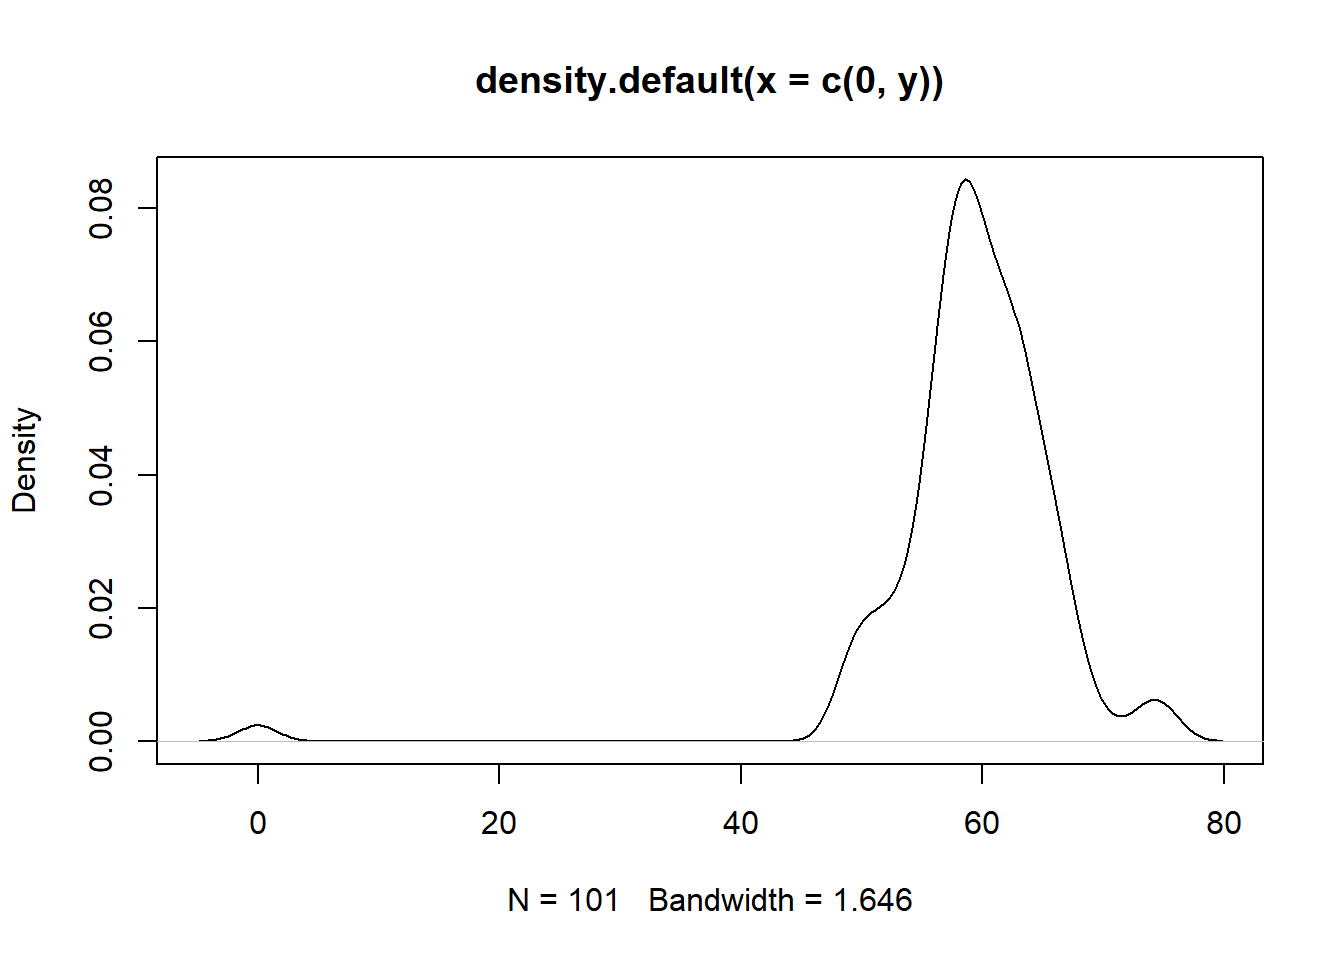 density.default(x = c(0, y))
Density
0.00
0.02
0.04
0.06
0.08
0 20 40 60 80
N = 101 Bandwidth = 1.646